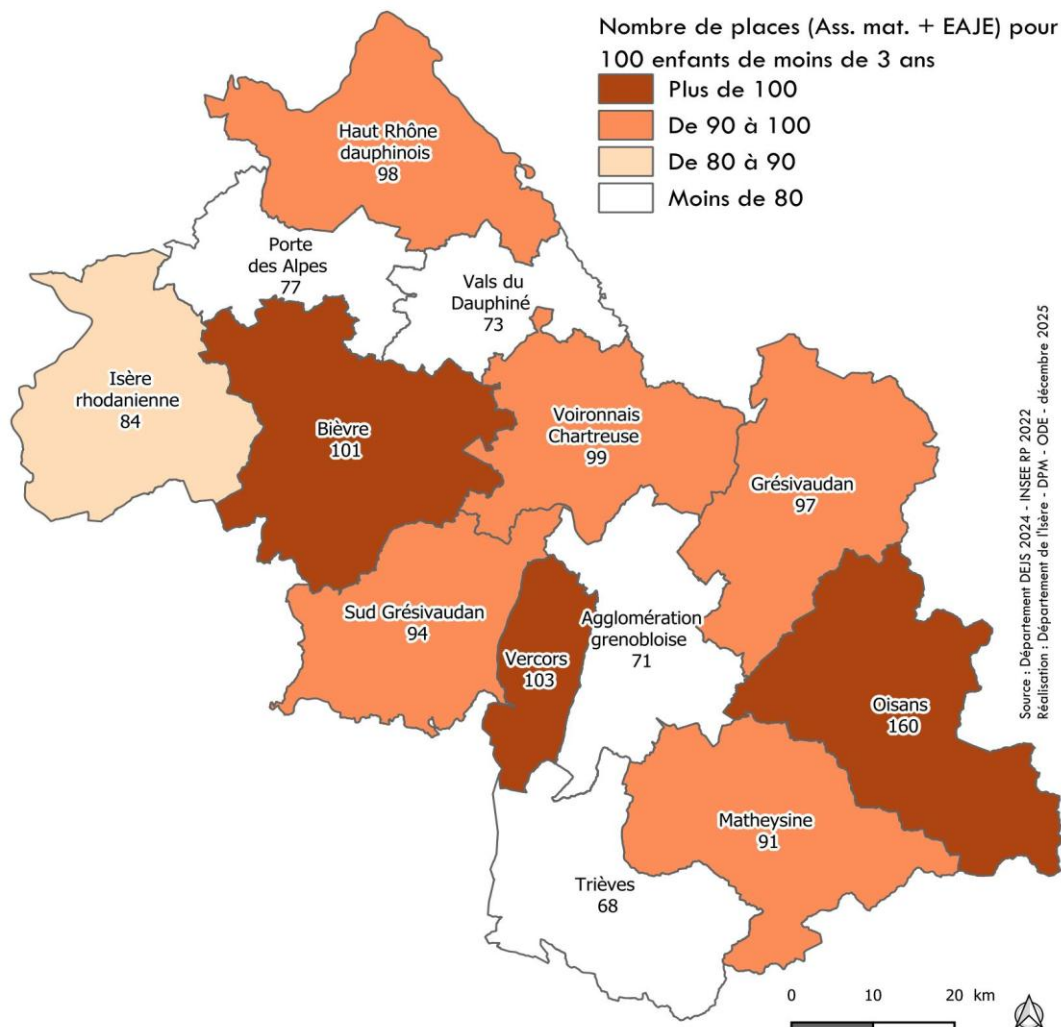 Nombre de places (Ass. mat. + EAJE) pour
100 enfants de moins de 3 ans
Plus de 100
De 90 à 100
De 80 à 90
Moins de 80
Haut Rhône
dauphinois
98
Porte
des Alpes
77
Vals du
Dauphiné
73
Isère
rhodanienne
84
Bièvre
101
Voironnais
Chartreuse
99
Grésivaudan
97
Sud Grésivaudan
94
Vercors
103
Agglomération
grenobloise
71
Oisans
160
Matheysine
91
Trièves
68
Source : Département DEJS 2024 - INSEE RP 2022
Réalisation : Département de l'Isère - DPM - ODE - décembre 2025
0 10 20 km